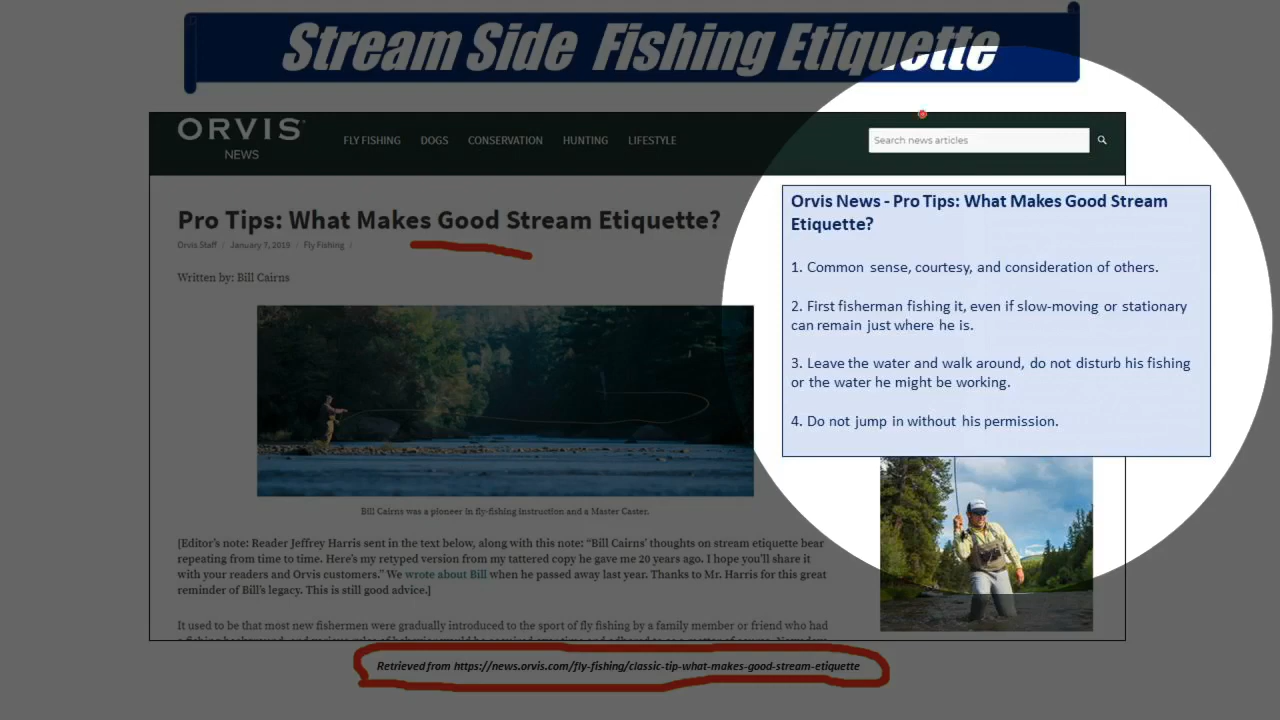 Stream Side Fishing Etiquette
ORVIS
NEWS
FLY FISHING DOGS CONSERVATION HUNTING LIFESTYLE
Search news articles
Pro Tips: What Makes Good Stream Etiquette?
Orvis Staff / January 7, 2019 / Fly Fishing /
Written by: Bill Cairns
Bill Cairns was a pioneer in fly-fishing instruction and a Master Caster.
[Editor's note: Reader Jeffrey Harris sent in the text below, along with this note: “Bill Cairns' thoughts on stream etiquette bear
repeating from time to time. Here's my retyped version from my tattered copy he gave me 20 years ago. I hope you'll share it
with your readers and Orvis customers.” We wrote about Bill when he passed away last year. Thanks to Mr. Harris for this great
reminder of Bill's legacy. This is still good advice.]
It used to be that most new fishermen were gradually introduced to the sport of fly fishing by a family member or friend who had
Orvis News - Pro Tips: What Makes Good Stream
Etiquette?
1. Common sense, courtesy, and consideration of others.
2. First fisherman fishing it, even if slow-moving or stationary
can remain just where he is.
3. Leave the water and walk around, do not disturb his fishing
or the water he might be working.
4. Do not jump in without his permission.
Retrieved from https://news.orvis.com/fly-fishing/classic-tip-what-makes-good-stream-etiquette